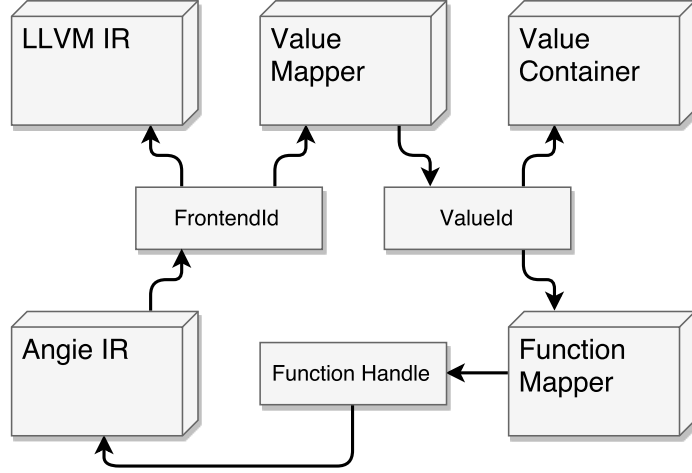 LLVM IR
Value
Mapper
Value
Container
FrontendId
ValueId
Angie IR
Function Handle
Function
Mapper